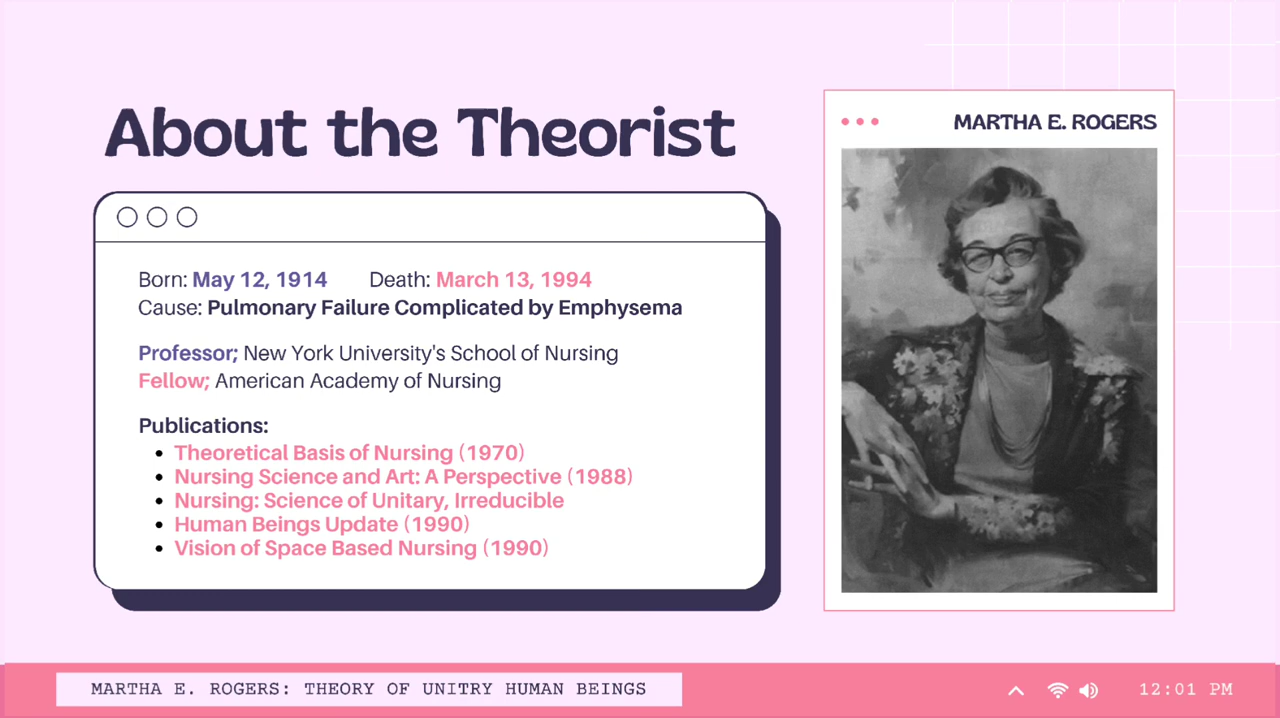 About the Theorist
Born: May 12, 1914 Death: March 13, 1994
Cause: Pulmonary Failure Complicated by Emphysema
Professor; New York University's School of Nursing
Fellow; American Academy of Nursing
Publications:
• Theoretical Basis of Nursing (1970)
• Nursing Science and Art: A Perspective (1988)
• Nursing: Science of Unitary, Irreducible
• Human Beings Update (1990)
• Vision of Space Based Nursing (1990)
MARTHA E. ROGERS
MARTHA E. ROGERS: THEORY OF UNITRY HUMAN BEINGS
12:01 PM